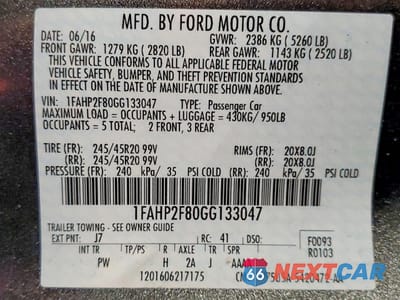 MFD. BY FORD MOTOR CO.
DATE: 06/16 GVWR: 2386 KG (5260 LB)
FRONT GAWR: 1279 KG (2820 LB) REAR GAWR: 1143 KG (2520 LB)
THIS VEHICLE CONFORMS TO ALL APPLICABLE FEDERAL MOTOR
VEHICLE SAFETY, BUMPER, AND THEFT PREVENTION STANDARDS
IN EFFECT ON THE DATE OF MANUFACTURE SHOWN ABOVE.
VIN: 1FAHP2F80GG133047 TYPE: Passenger Car
MAXIMUM LOAD = OCCUPANTS + LUGGAGE = 430KG/950LB
OCCUPANTS = 5 TOTAL; 2 FRONT, 3 REAR
TIRE (FR): 245/45R20 99V RIMS (FR): 20X8.0J
(RR): 245/45R20 99V (RR): 20X8.0J
PRESSURE (FR): 240 kPa/ 35 PSI COLD (RR): 240 kPa/ 35 PSI COLD
1FAHP2F80GG133047
TRAILER TOWING - SEE OWNER GUIDE
EXT PNT: J7 RC: 41 DSO: F0093
INT TR TP/PS R AX TR SPR R0103
PW H 2A J
1201606217175
66 NEXTCAR